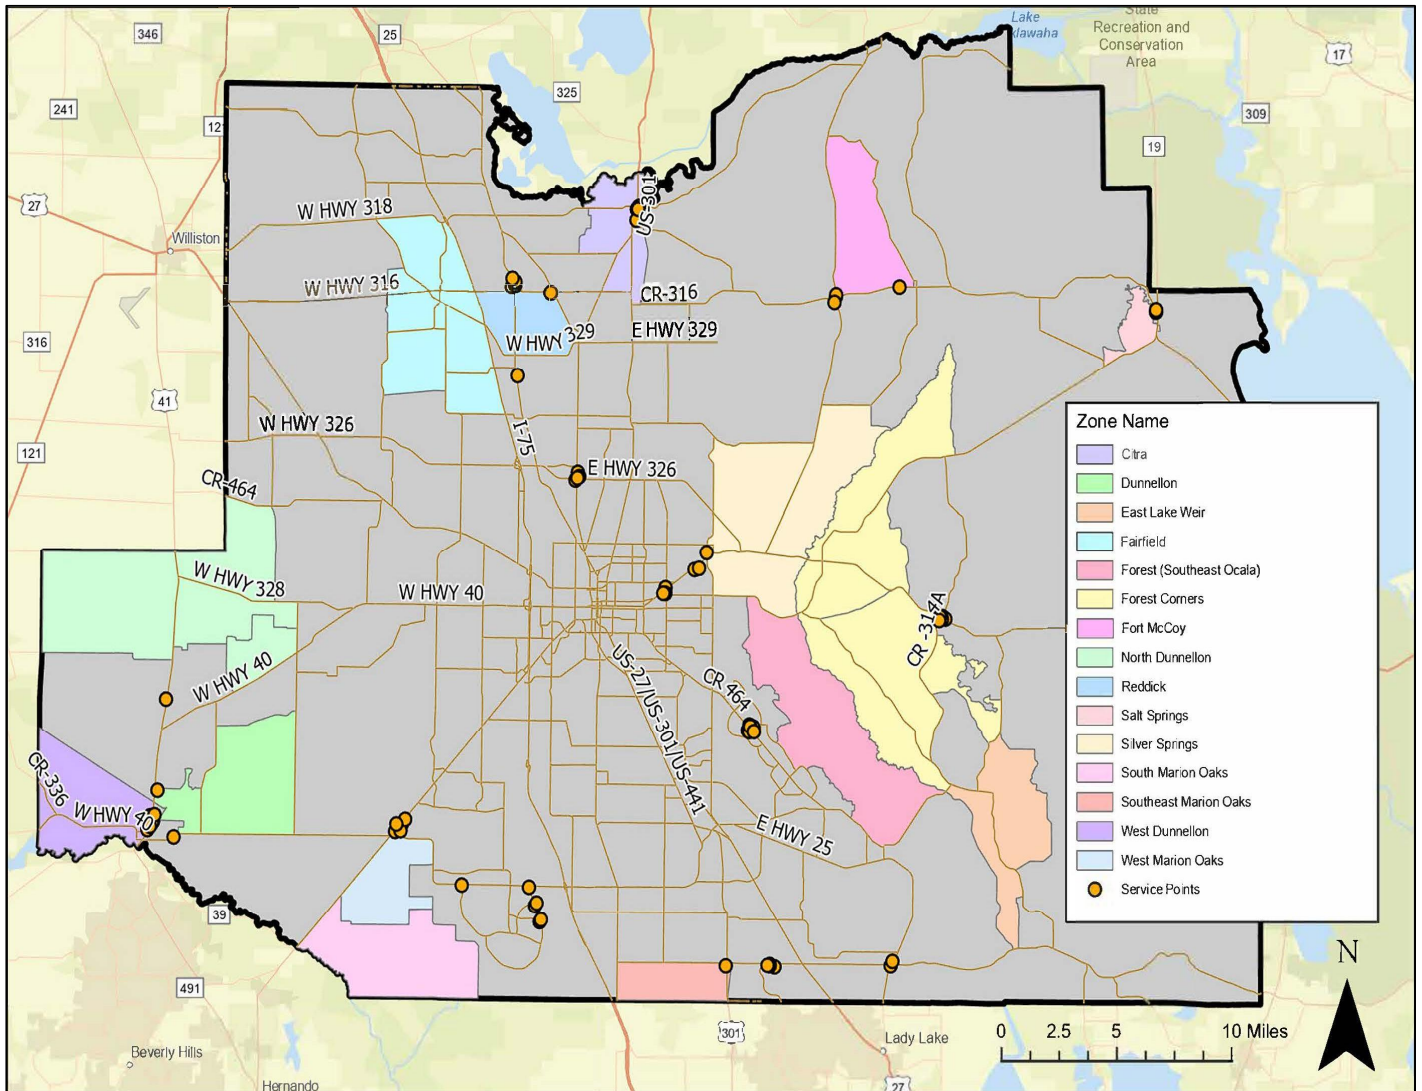 346
25
Lake
klawaha
State
Recreation and
Conservation
Area
17
325
241
309
121
19
27
W HWY 318
US-301
Williston
W HWY 316
CR-316
W HWY 329
E HWY 329
316
41
W HWY 326
I-75
121
E HWY 326
CR-464
W HWY 328
W HWY 40
CR -314A
W HWY 40
US-27/US-301/US-441
CR 464
CR-336
W HWY 40
E HWY 25
39
491
301
Lady Lake
Beverly Hills
Hernando
27
Zone Name
Citra
Dunnellon
East Lake Weir
Fairfield
Forest (Southeast Ocala)
Forest Corners
Fort McCoy
North Dunnellon
Reddick
Salt Springs
Silver Springs
South Marion Oaks
Southeast Marion Oaks
West Dunnellon
West Marion Oaks
Service Points
N
0 2.5 5 10 Miles